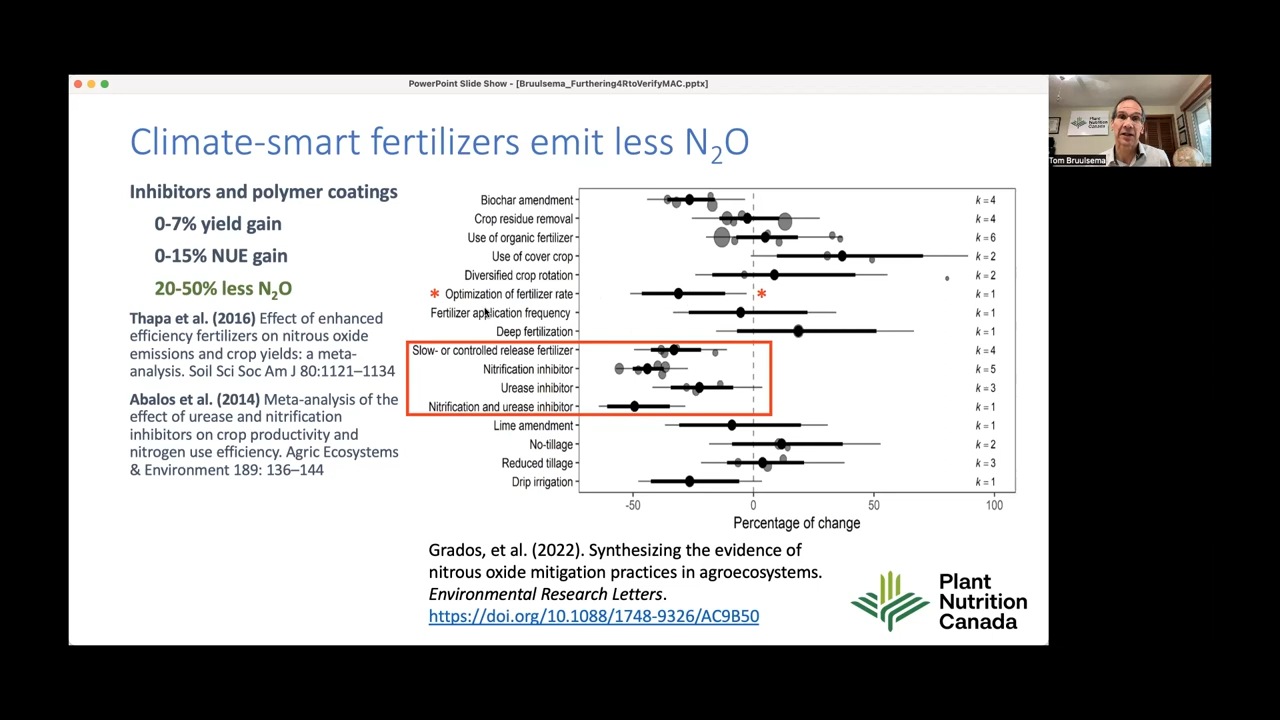 PowerPoint Slide Show - [Bruulsema_Furthering4RtoVerifyMAC.pptx]
Climate-smart fertilizers emit less N₂O
Inhibitors and polymer coatings
0-7% yield gain
0-15% NUE gain
20-50% less N₂O
Thapa et al. (2016) Effect of enhanced
efficiency fertilizers on nitrous oxide
emissions and crop yields: a meta-
analysis. Soil Sci Soc Am J 80:1121–1134
Abalos et al. (2014) Meta-analysis of the
effect of urease and nitrification
inhibitors on crop productivity and
nitrogen use efficiency. Agric Ecosystems
& Environment 189: 136–144
Biochar amendment k = 4
Crop residue removal k = 4
Use of organic fertilizer k = 6
Use of cover crop k = 2
Diversified crop rotation k = 2
* Optimization of fertilizer rate * k = 1
Fertilizer application frequency k = 1
Deep fertilization k = 1
Slow- or controlled release fertilizer k = 4
Nitrification inhibitor k = 5
Urease inhibitor k = 3
Nitrification and urease inhibitor k = 1
Lime amendment k = 1
No-tillage k = 2
Reduced tillage k = 3
Drip irrigation k = 1
-50 0 50 100
Percentage of change
Grados, et al. (2022). Synthesizing the evidence of
nitrous oxide mitigation practices in agroecosystems.
Environmental Research Letters.
https://doi.org/10.1088/1748-9326/AC9B50
Plant
Nutrition
Canada
Plant
Nutrition
Canada
Tom Bruulsema